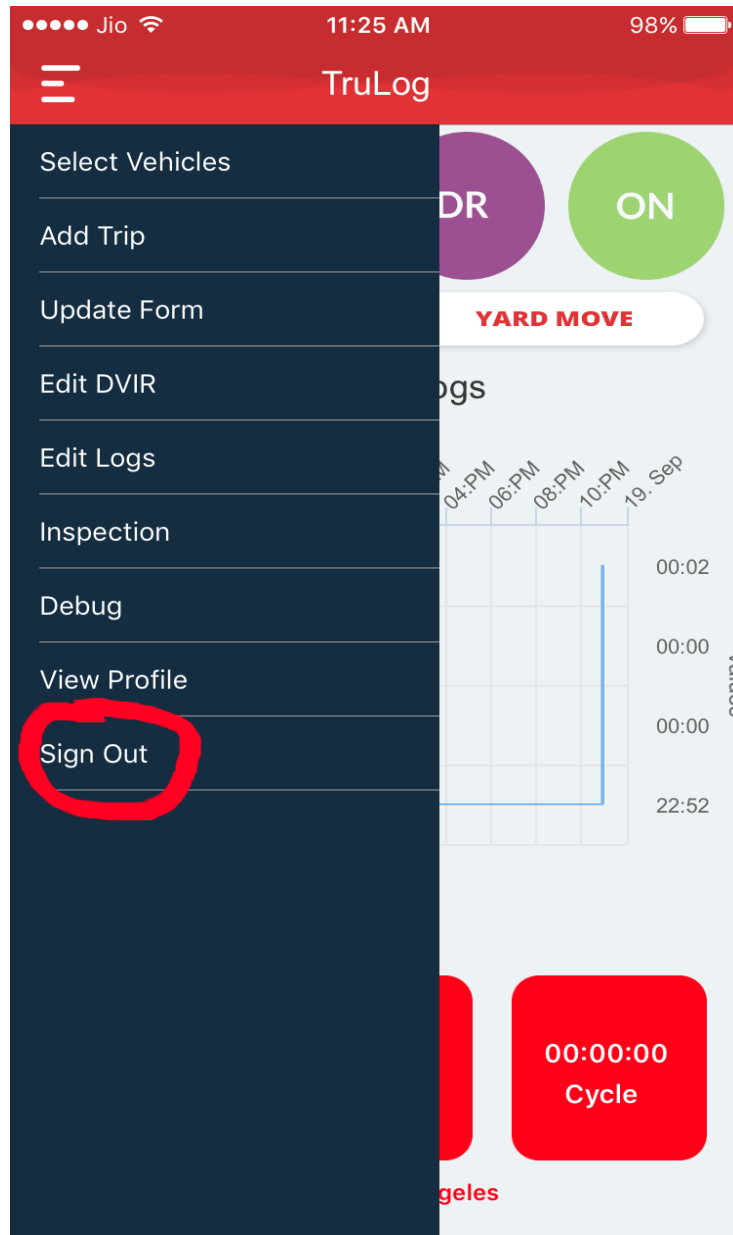 Jio 11:25 AM 98%
TruLog
Select Vehicles
Add Trip
Update Form
Edit DVIR
Edit Logs
Inspection
Debug
View Profile
Sign Out
DR ON
YARD MOVE
ogs
04:PM 06:PM 08:PM 10:PM 19. Sep
00:02
00:00
00:00
22:52
00:00:00
Cycle
geles